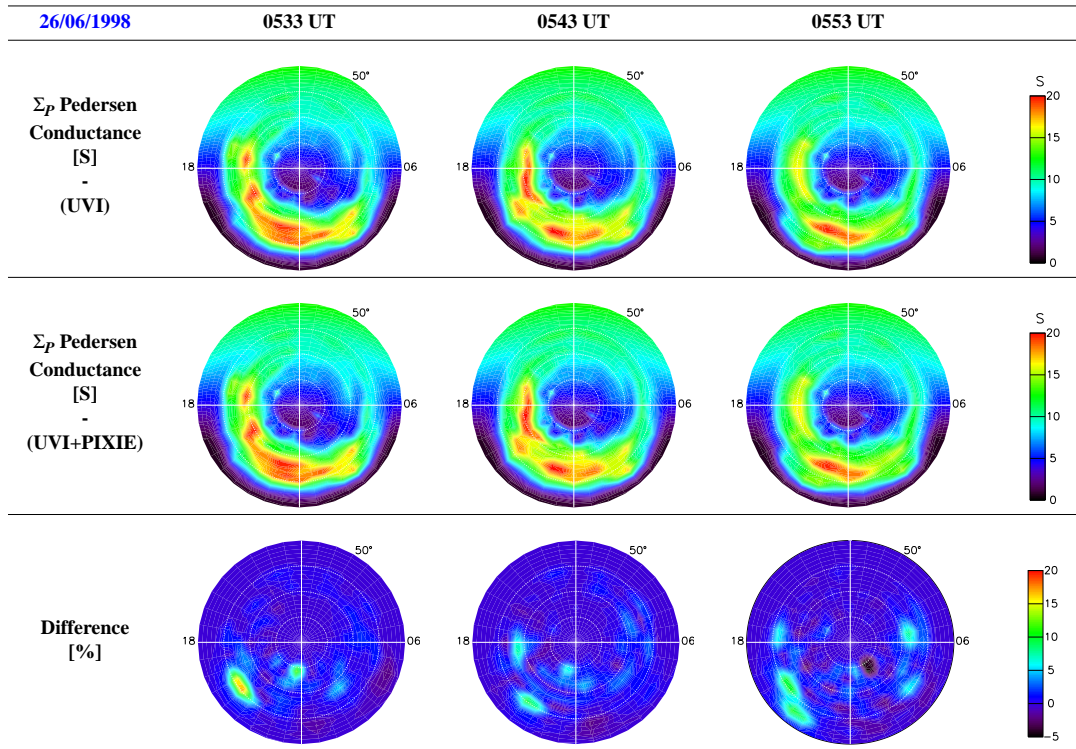 26/06/1998 0533 UT 0543 UT 0553 UT
ΣP Pedersen
Conductance
[S]
-
(UVI)
50° 50° 50°
18 06 18 06 18 06
S
20
15
10
5
0
ΣP Pedersen
Conductance
[S]
-
(UVI+PIXIE)
50° 50° 50°
18 06 18 06 18 06
S
20
15
10
5
0
Difference
[%]
50° 50° 50°
18 06 18 06 18 06
20
15
10
5
0
-5